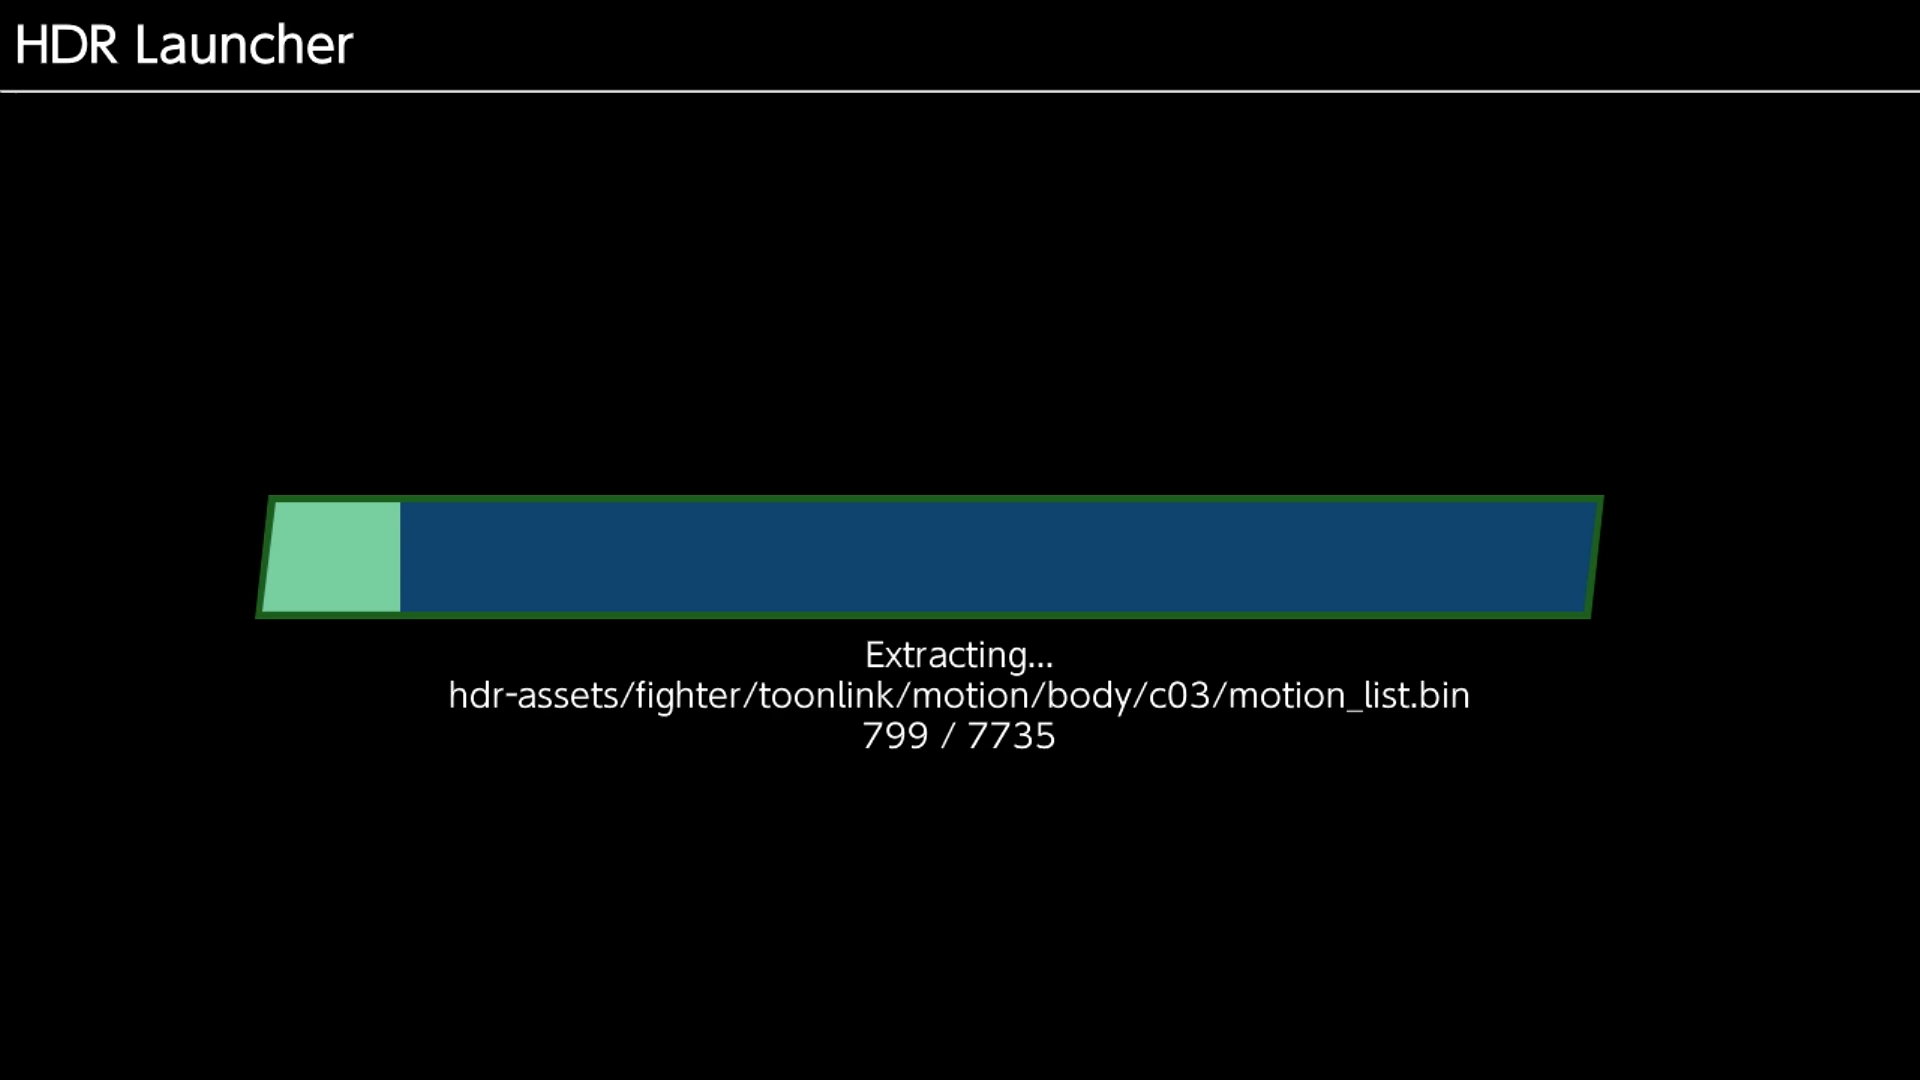 HDR Launcher
Extracting...
hdr-assets/fighter/toonlink/motion/body/c03/motion_list.bin
799 / 7735